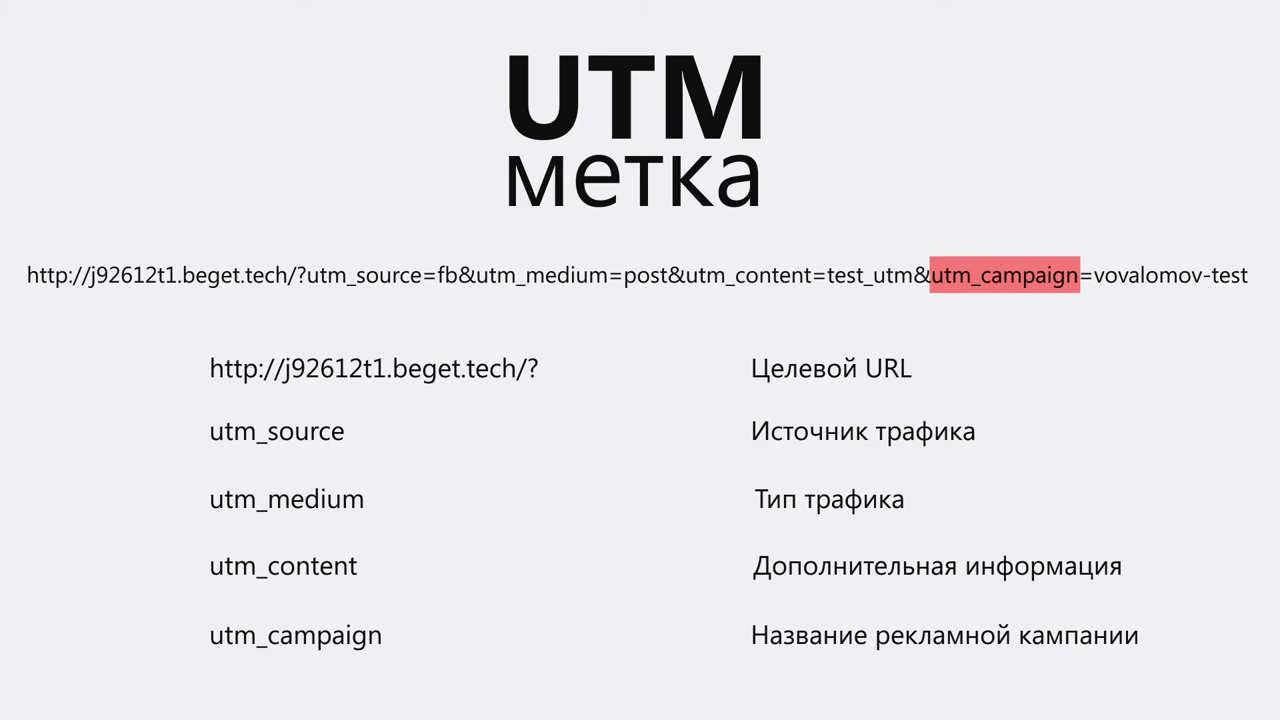 UTM
метка
http://j92612t1.beget.tech/?utm_source=fb&utm_medium=post&utm_content=test_utm&utm_campaign=vovalomov-test
http://j92612t1.beget.tech/? Целевой URL
utm_source Источник трафика
utm_medium Тип трафика
utm_content Дополнительная информация
utm_campaign Название рекламной кампании